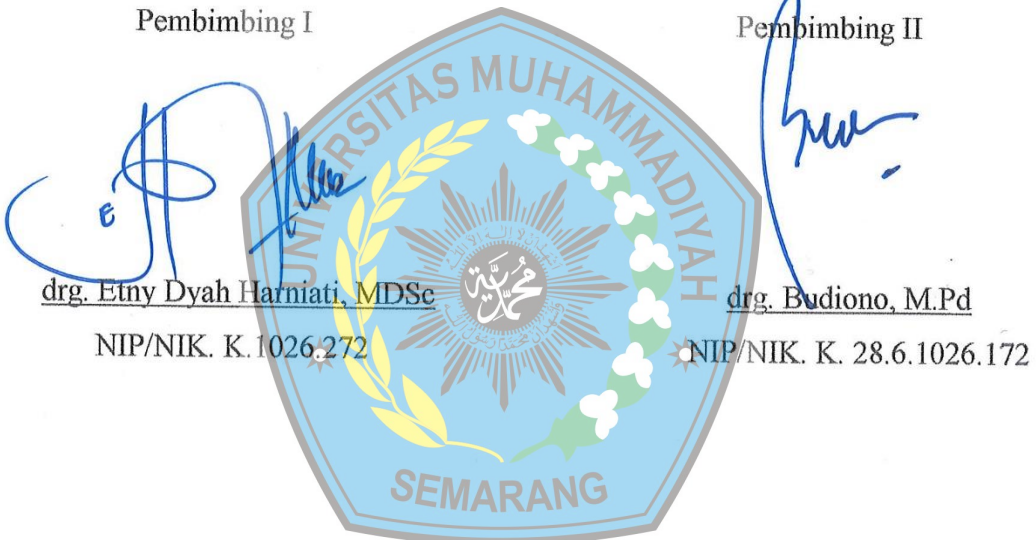 Pembimbing I
Pembimbing II
UNIVERSITAS MUHAMMADIYAH
محمدية
drg. Etny Dyah Harniati, MDSc
drg. Budiono, M.Pd
NIP/NIK. K.1026.272
NIP/NIK. K. 28.6.1026.172
SEMARANG